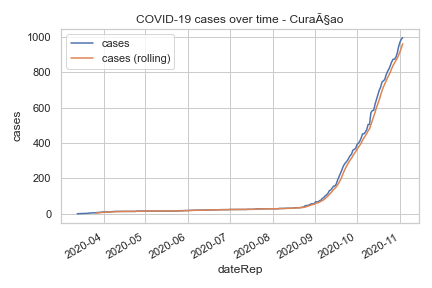 COVID-19 cases over time - CuraÃ§ao
cases
cases (rolling)
1000
800
600
400
200
0
cases
2020-04
2020-05
2020-06
2020-07
2020-08
2020-09
2020-10
2020-11
dateRep